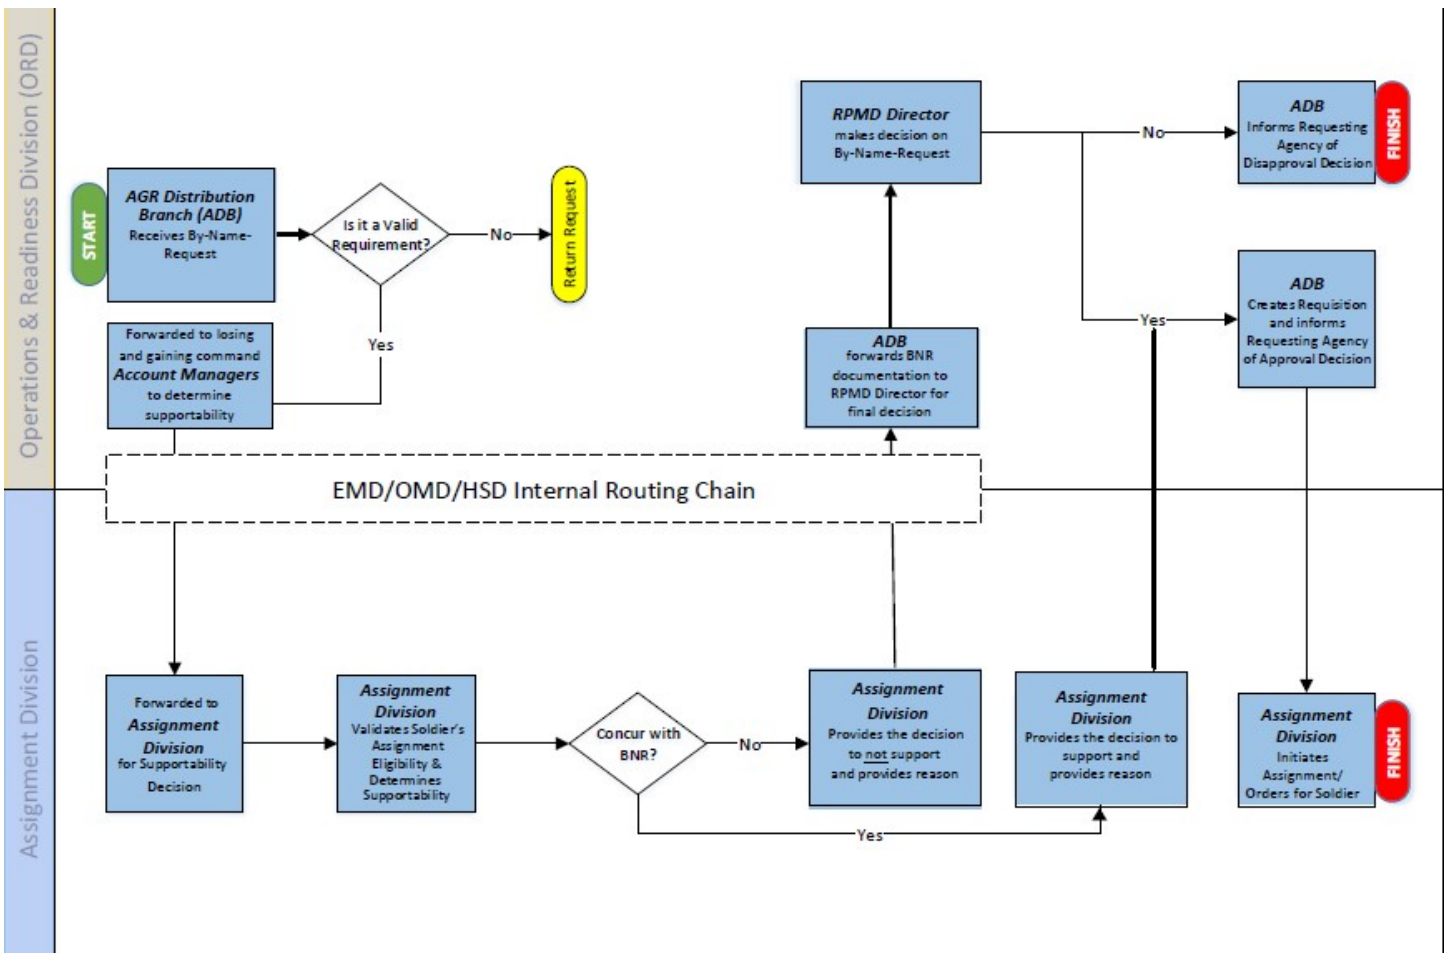 Operations & Readiness Division (ORD)
START
AGR Distribution
Branch (ADB)
Receives By-Name-
Request
Is it a Valid
Requirement?
No
Return Request
Yes
Forwarded to losing
and gaining command
Account Managers
to determine
supportability
RPMD Director
makes decision on
By-Name-Request
No
ADB
Informs Requesting
Agency of
Disapproval Decision
FINISH
ADB
forwards BNR
documentation to
RPMD Director for
final decision
Yes
ADB
Creates Requisition
and informs
Requesting Agency
of Approval Decision
EMD/OMD/HSD Internal Routing Chain
Assignment Division
Forwarded to
Assignment
Division
for Supportability
Decision
Assignment
Division
Validates Soldier's
Assignment
Eligibility &
Determines
Supportability
Concur with
BNR?
No
Assignment
Division
Provides the decision
to not support
and provides reason
Yes
Assignment
Division
Provides the decision to
support and
provides reason
Assignment
Division
Initiates
Assignment/
Orders for Soldier
FINISH